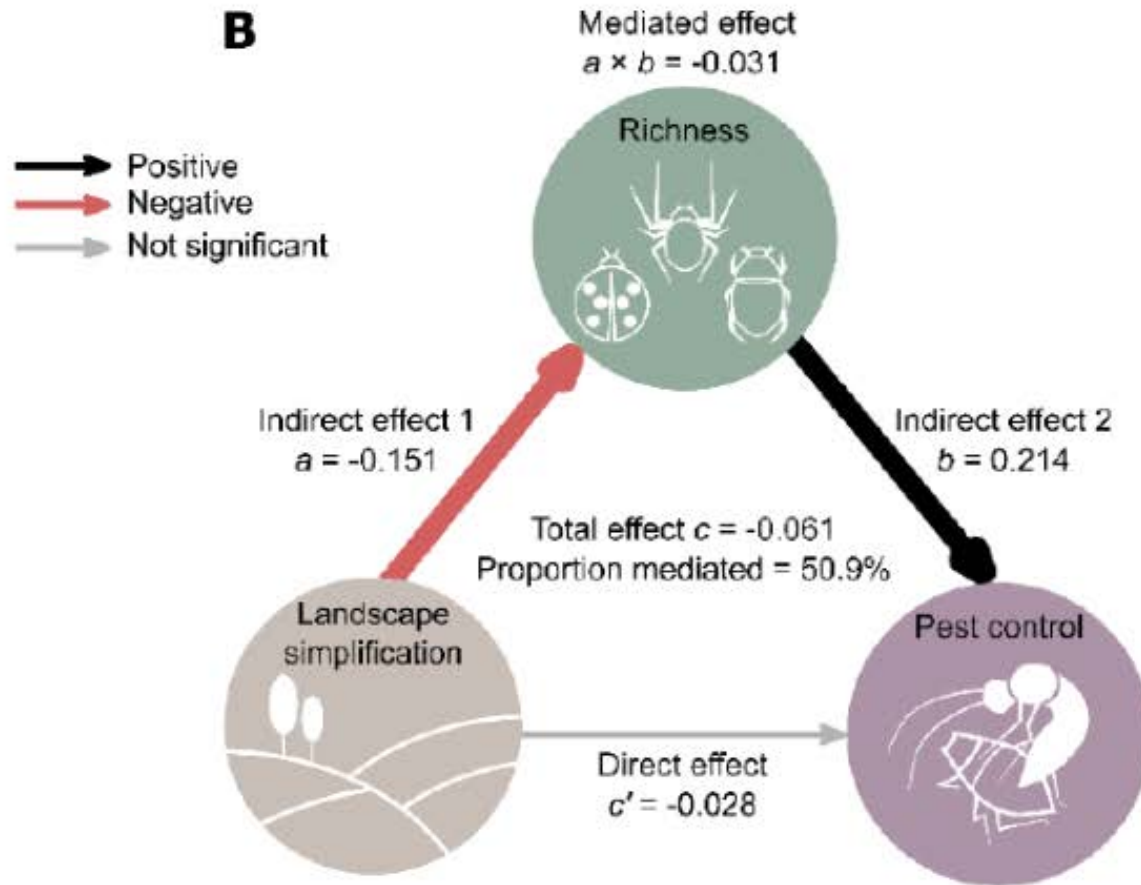 B
Mediated effect
a × b = -0.031
Richness
Positive
Negative
Not significant
Indirect effect 1
a = -0.151
Indirect effect 2
b = 0.214
Total effect c = -0.061
Proportion mediated = 50.9%
Landscape
simplification
Pest control
Direct effect
c' = -0.028